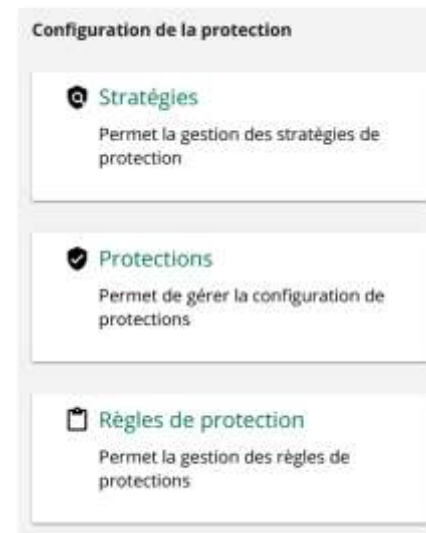 Configuration de la protection
Stratégies
Permet la gestion des stratégies de
protection
Protections
Permet de gérer la configuration de
protections
Règles de protection
Permet la gestion des règles de
protections